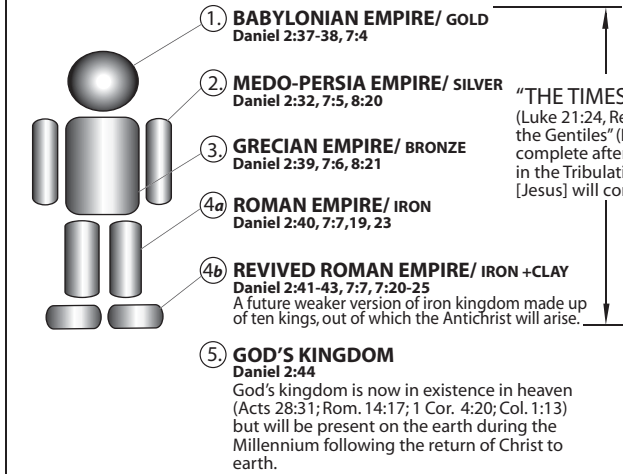 1. BABYLONIAN EMPIRE/ GOLD
Daniel 2:37-38, 7:4
2. MEDO-PERSIA EMPIRE/ SILVER
Daniel 2:32, 7:5, 8:20
3. GRECIAN EMPIRE/ BRONZE
Daniel 2:39, 7:6, 8:21
4a ROMAN EMPIRE/ IRON
Daniel 2:40, 7:7,19, 23
4b REVIVED ROMAN EMPIRE/ IRON +CLAY
Daniel 2:41-43, 7:7, 7:20-25
A future weaker version of iron kingdom made up
of ten kings, out of which the Antichrist will arise.
5. GOD'S KINGDOM
Daniel 2:44
God's kingdom is now in existence in heaven
(Acts 28:31; Rom. 14:17; 1 Cor. 4:20; Col. 1:13)
but will be present on the earth during the
Millennium following the return of Christ to
earth.
"THE TIMES
(Luke 21:24,
the Gentiles"
complete after
in the
[Jesus] will